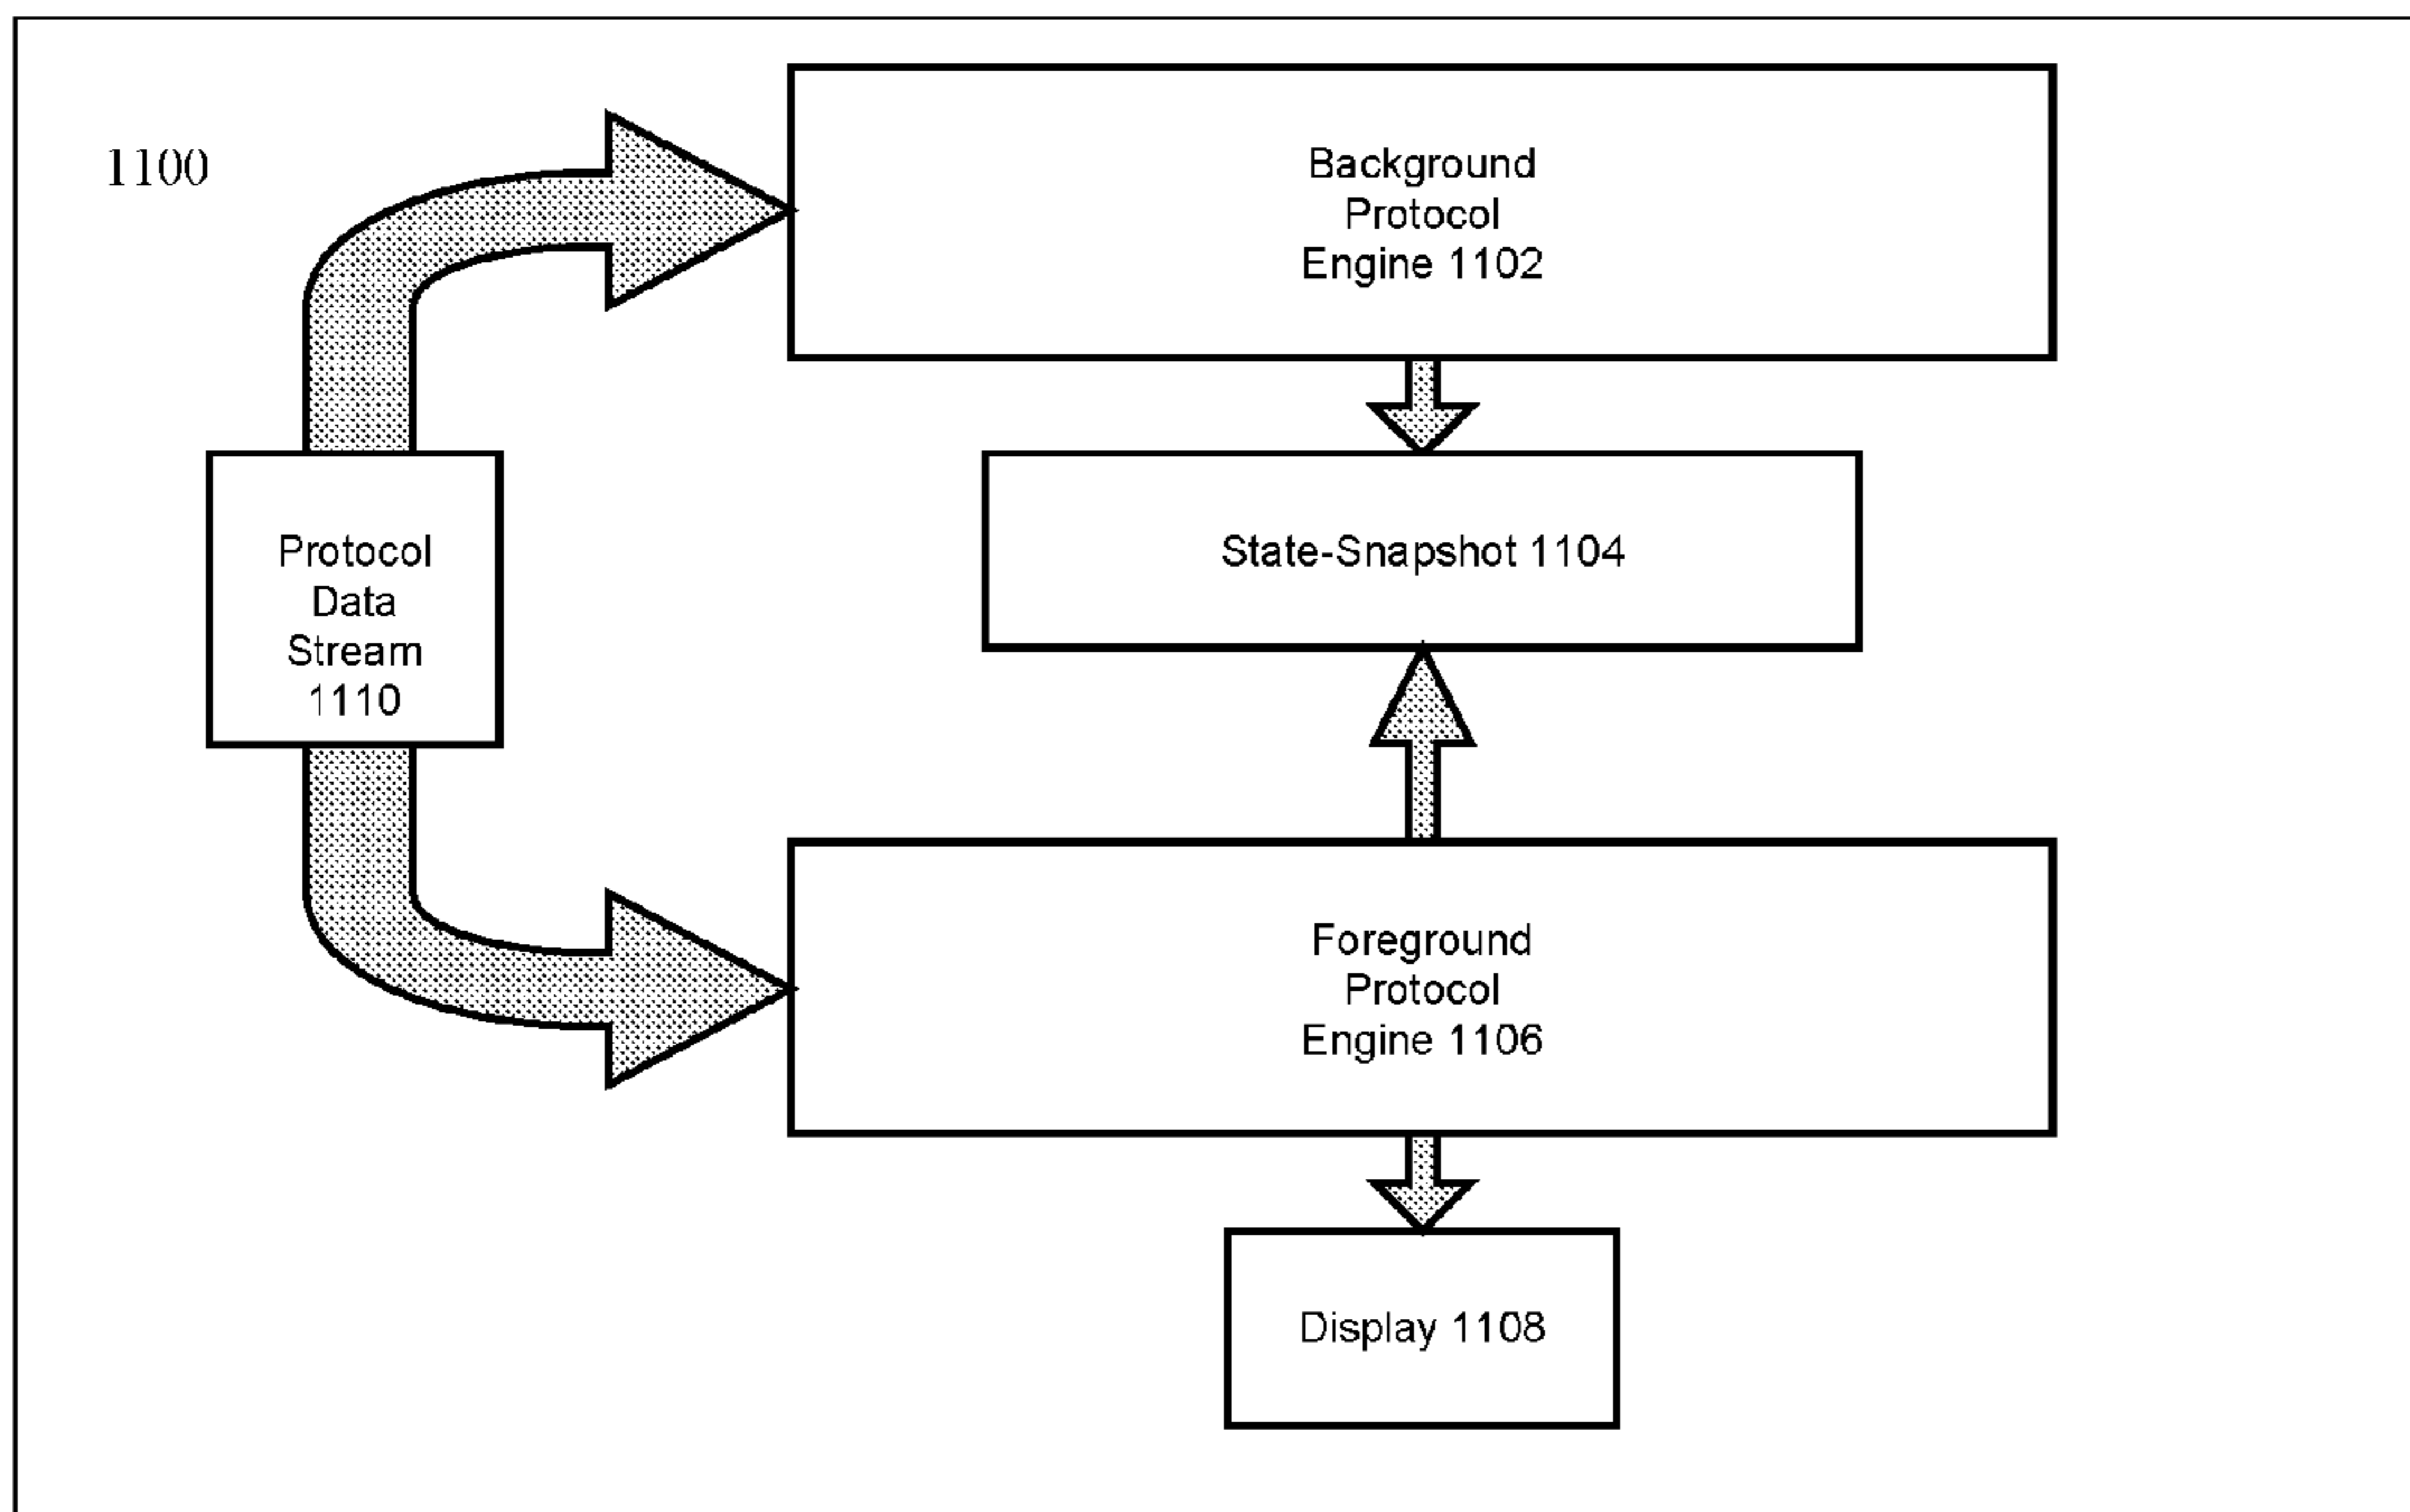 1100
Background
Protocol
Engine 1102
State-Snapshot 1104
Protocol
Data
Stream
1110
Foreground
Protocol
Engine 1106
Display 1108